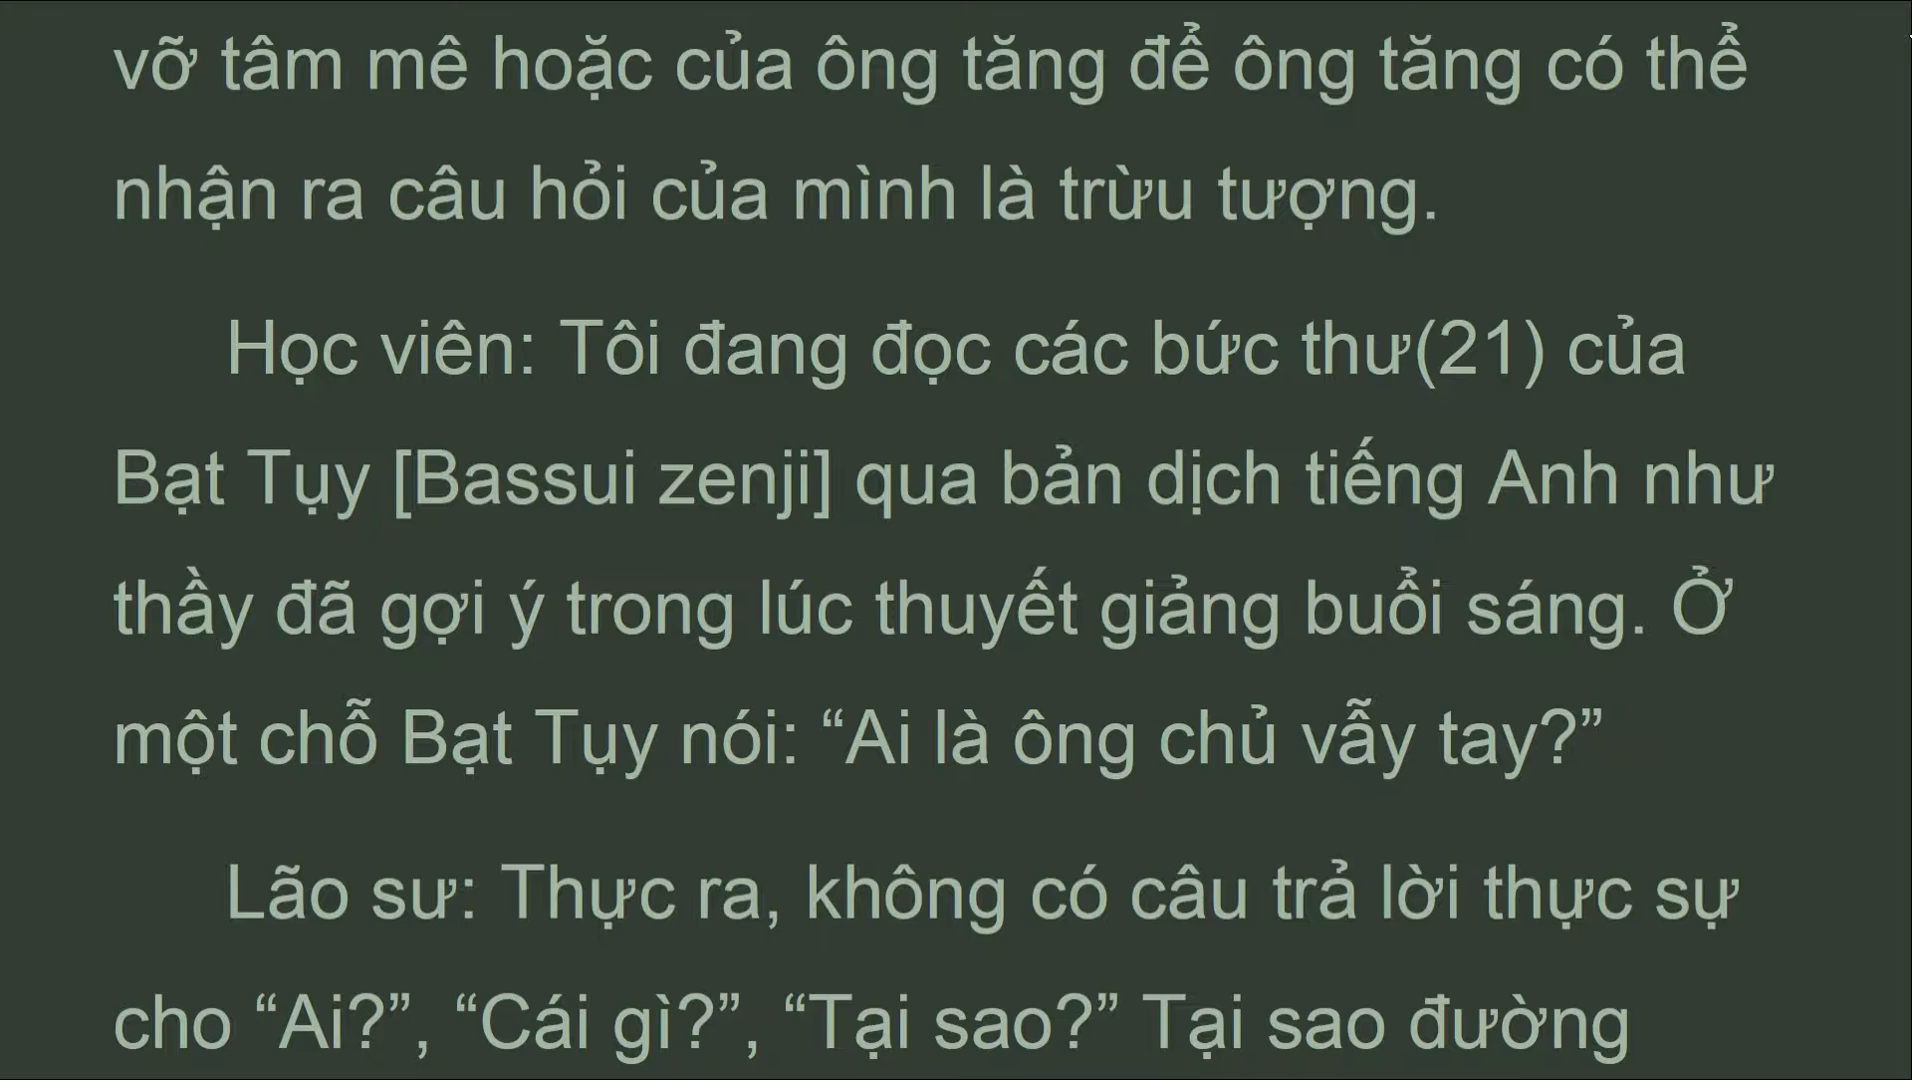 vỡ tâm mê hoặc của ông tăng để ông tăng có thể
nhận ra câu hỏi của mình là trừu tượng.
Học viên: Tôi đang đọc các bức thư(21) của
Bạt Tụy [Bassui zenji] qua bản dịch tiếng Anh như
thầy đã gợi ý trong lúc thuyết giảng buổi sáng. Ở
một chỗ Bạt Tụy nói: “Ai là ông chủ vẫy tay?”
Lão sư: Thực ra, không có câu trả lời thực sự
cho “Ai?”, “Cái gì?”, “Tại sao?” Tại sao đường